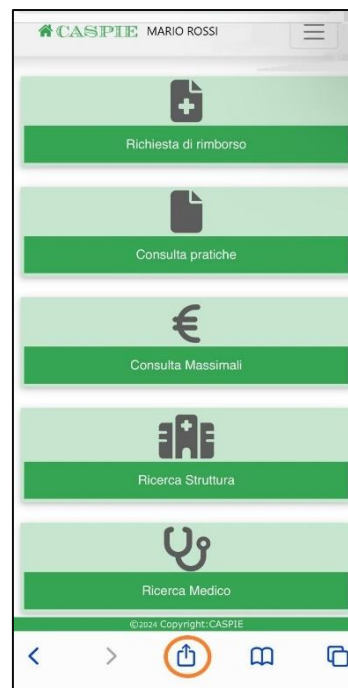 CASPIE MARIO ROSSI
Richiesta di rimborso
Consulta pratiche
Consulta Massimali
Ricerca Struttura
Ricerca Medico
©2024 Copyright:CASPIE